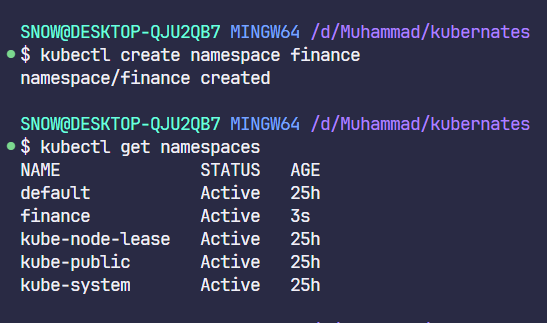 SNOW@DESKTOP-QJU2QB7 MINGW64 /d/Muhammad/kubernates
$ kubectl create namespace finance
namespace/finance created
SNOW@DESKTOP-QJU2QB7 MINGW64 /d/Muhammad/kubernates
$ kubectl get namespaces
NAME STATUS AGE
default Active 25h
finance Active 3s
kube-node-lease Active 25h
kube-public Active 25h
kube-system Active 25h